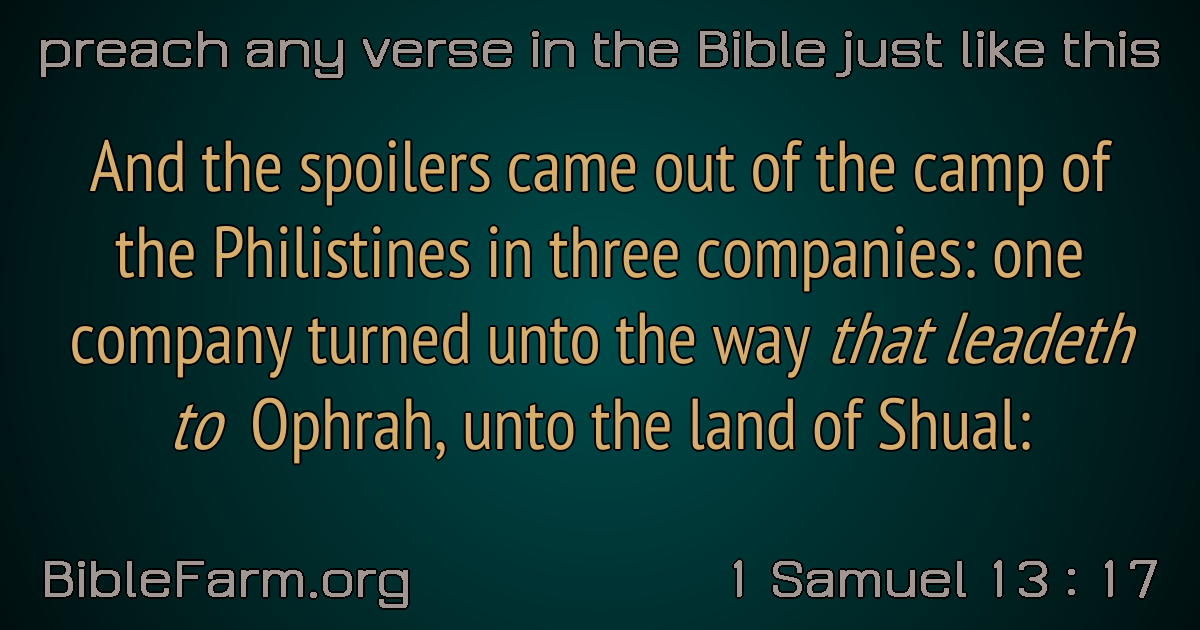 preach any verse in the Bible just like this
And the spoilers came out of the camp of
the Philistines in three companies: one
company turned unto the way that leadeth
to Ophrah, unto the land of Shual:
BibleFarm.org
1 Samuel 13 : 17